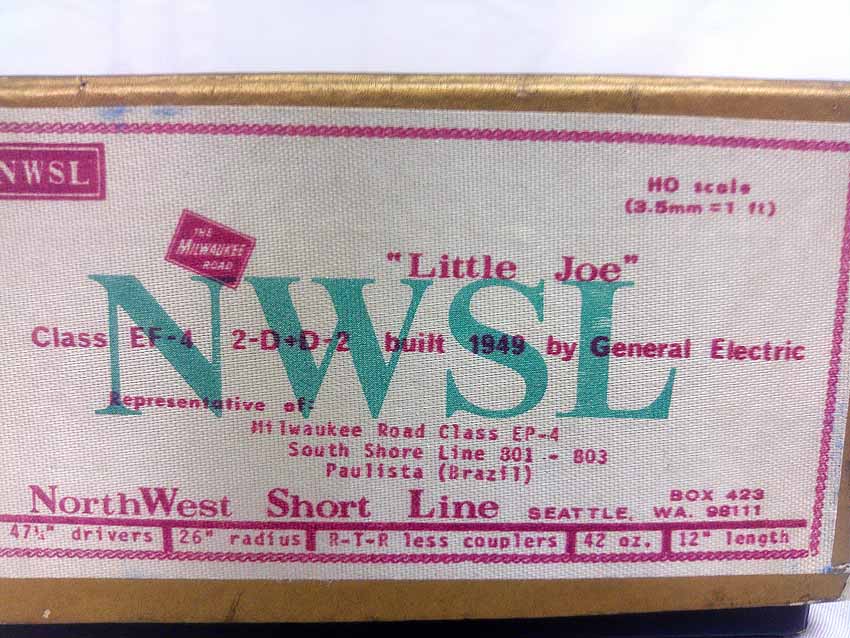 NWSL
HO scale
(3.5mm = 1 ft)
THE
MILWAUKEE
ROAD
"Little Joe"
NWSL
Class EF-4 2-D+D-2 built 1949 by General Electric
Representative of:
Milwaukee Road Class EP-4
South Shore Line 801 - 803
Paulista (Brazil)
NorthWest Short Line SEATTLE, WA. 98111
BOX 423
47¼" drivers 26" radius R-T-R less couplers 42 oz. 12" length